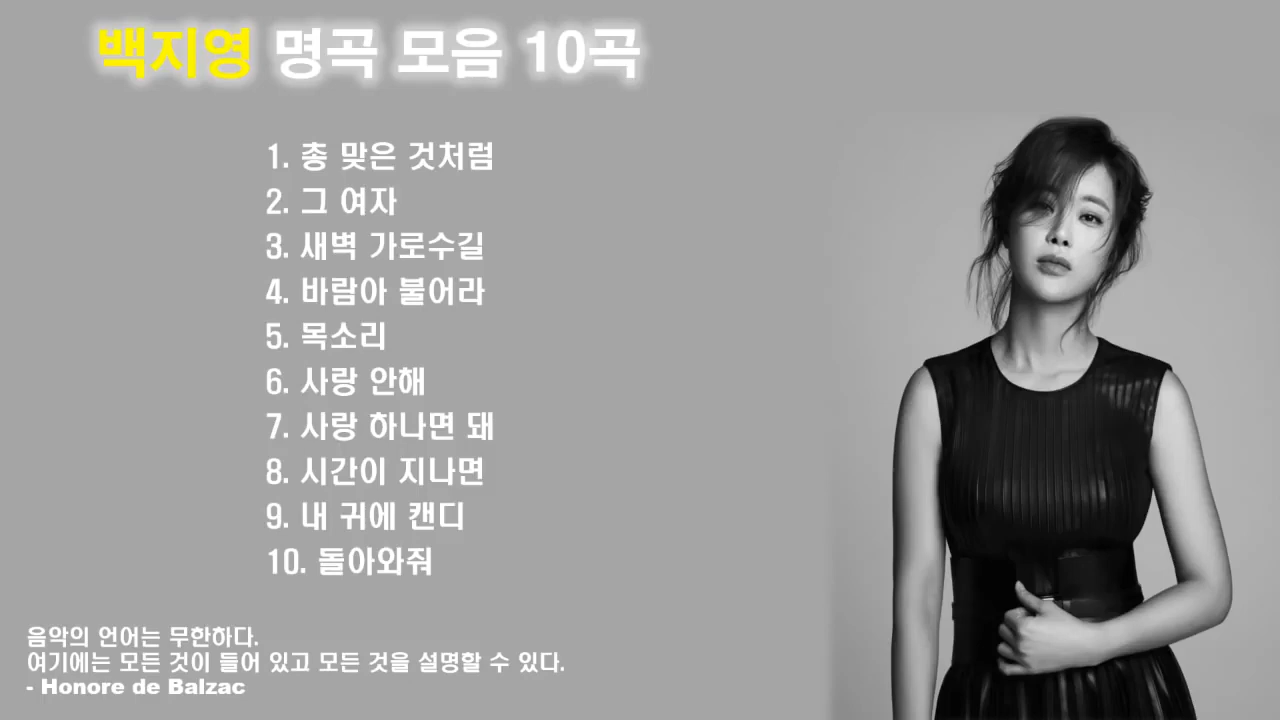 백지영 명곡 모음 10곡
1. 총 맞은 것처럼
2. 그 여자
3. 새벽 가로수길
4. 바람아 불어라
5. 목소리
6. 사랑 안해
7. 사랑 하나면 돼
8. 시간이 지나면
9. 내 귀에 캔디
10. 돌아와줘
음악의 언어는 무한하다.
여기에는 모든 것이 들어 있고 모든 것을 설명할 수 있다.
- Honore de Balzac